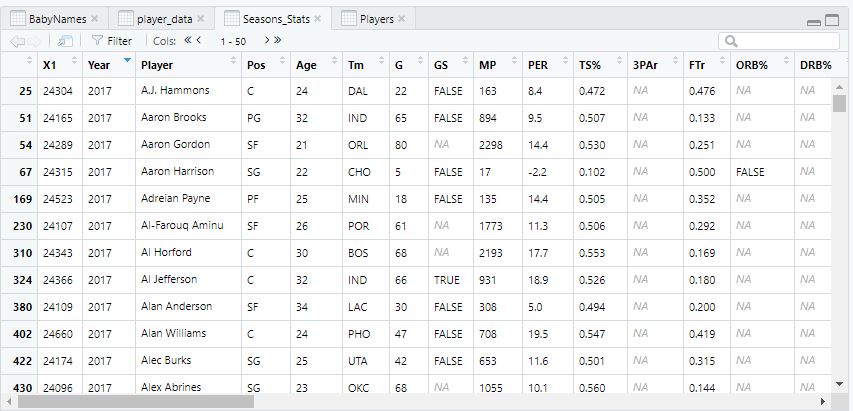 BabyNames player_data Seasons_Stats Players
Filter Cols: 1 - 50
X1 Year Player Pos Age Tm G GS MP PER TS% 3PAr FTr ORB% DRB%
25 24304 2017 A.J. Hammons C 24 DAL 22 FALSE 163 8.4 0.472 NA 0.476 NA NA
51 24165 2017 Aaron Brooks PG 32 IND 65 FALSE 894 9.5 0.507 NA 0.133 NA NA
54 24289 2017 Aaron Gordon SF 21 ORL 80 NA 2298 14.4 0.530 NA 0.251 NA NA
67 24315 2017 Aaron Harrison SG 22 CHO 5 FALSE 17 -2.2 0.102 NA 0.500 FALSE NA
169 24523 2017 Adreian Payne PF 25 MIN 18 FALSE 135 14.4 0.505 NA 0.352 NA NA
230 24107 2017 Al-Farouq Aminu SF 26 POR 61 NA 1773 11.3 0.506 NA 0.292 NA NA
310 24343 2017 Al Horford C 30 BOS 68 NA 2193 17.7 0.553 NA 0.169 NA NA
324 24366 2017 Al Jefferson C 32 IND 66 TRUE 931 18.9 0.526 NA 0.180 NA NA
380 24109 2017 Alan Anderson SF 34 LAC 30 FALSE 308 5.0 0.494 NA 0.200 NA NA
402 24660 2017 Alan Williams C 24 PHO 47 FALSE 708 19.5 0.547 NA 0.419 NA NA
422 24174 2017 Alec Burks SG 25 UTA 42 FALSE 653 11.6 0.501 NA 0.315 NA NA
430 24096 2017 Alex Abrines SG 23 OKC 68 NA 1055 10.1 0.560 NA 0.144 NA NA